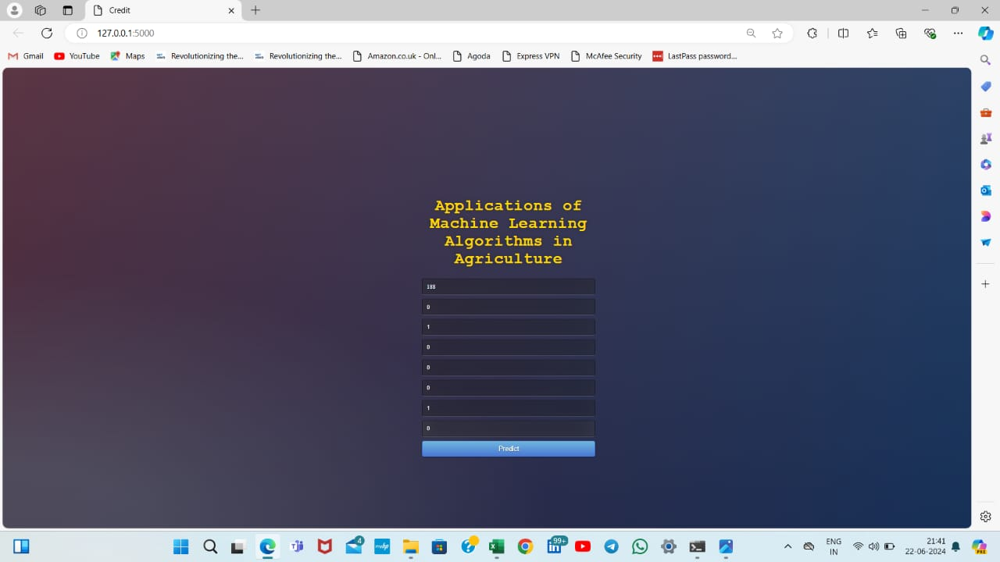 Credit
127.0.0.1:5000
Gmail
YouTube
Maps
Revolutionizing the...
Revolutionizing the...
Amazon.co.uk - Onl...
Agoda
Express VPN
McAfee Security
LastPass password...
Applications of
Machine Learning
Algorithms in
Agriculture
188
0
1
0
0
0
1
0
Predict
4
99+
ENG
IN
21:41
22-06-2024